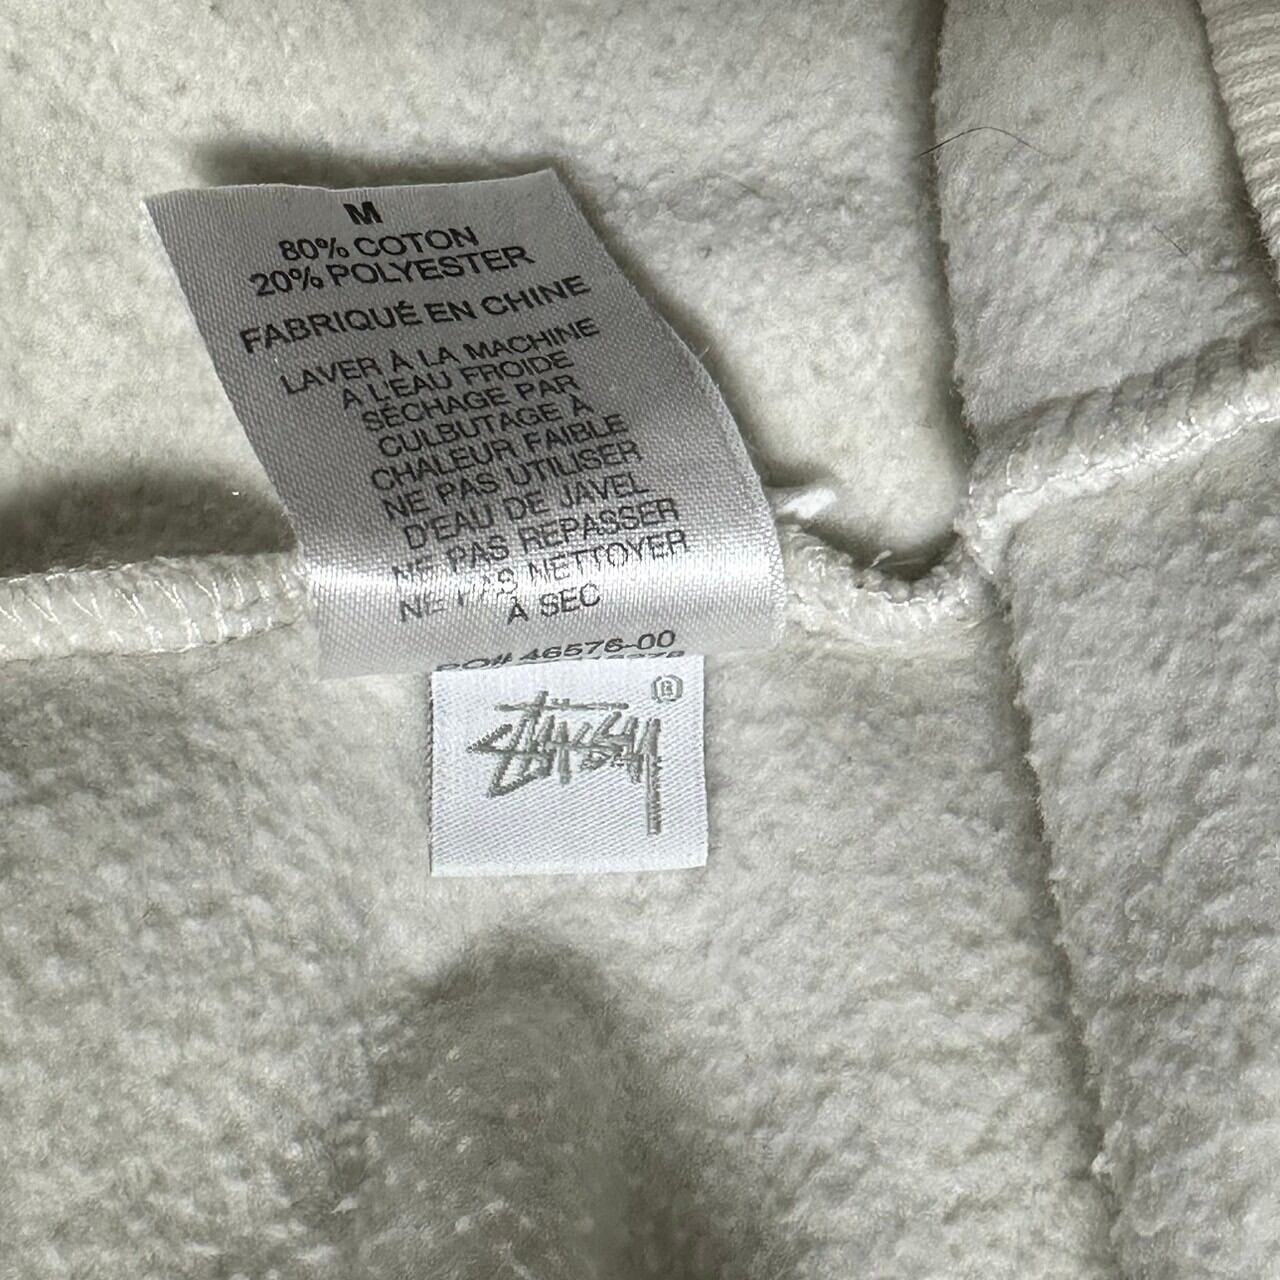 M
80% COTON
20% POLYESTER
FABRIQUÉ EN CHINE
LAVER À LA MACHINE
À L'EAU FROIDE
SÉCHAGE PAR
CULBUTAGE À
CHALEUR FAIBLE
NE PAS UTILISER
D'EAU DE JAVEL
NE PAS REPASSER
NE PAS NETTOYER
À SEC
PO# 46576-00
STÜSSY ®